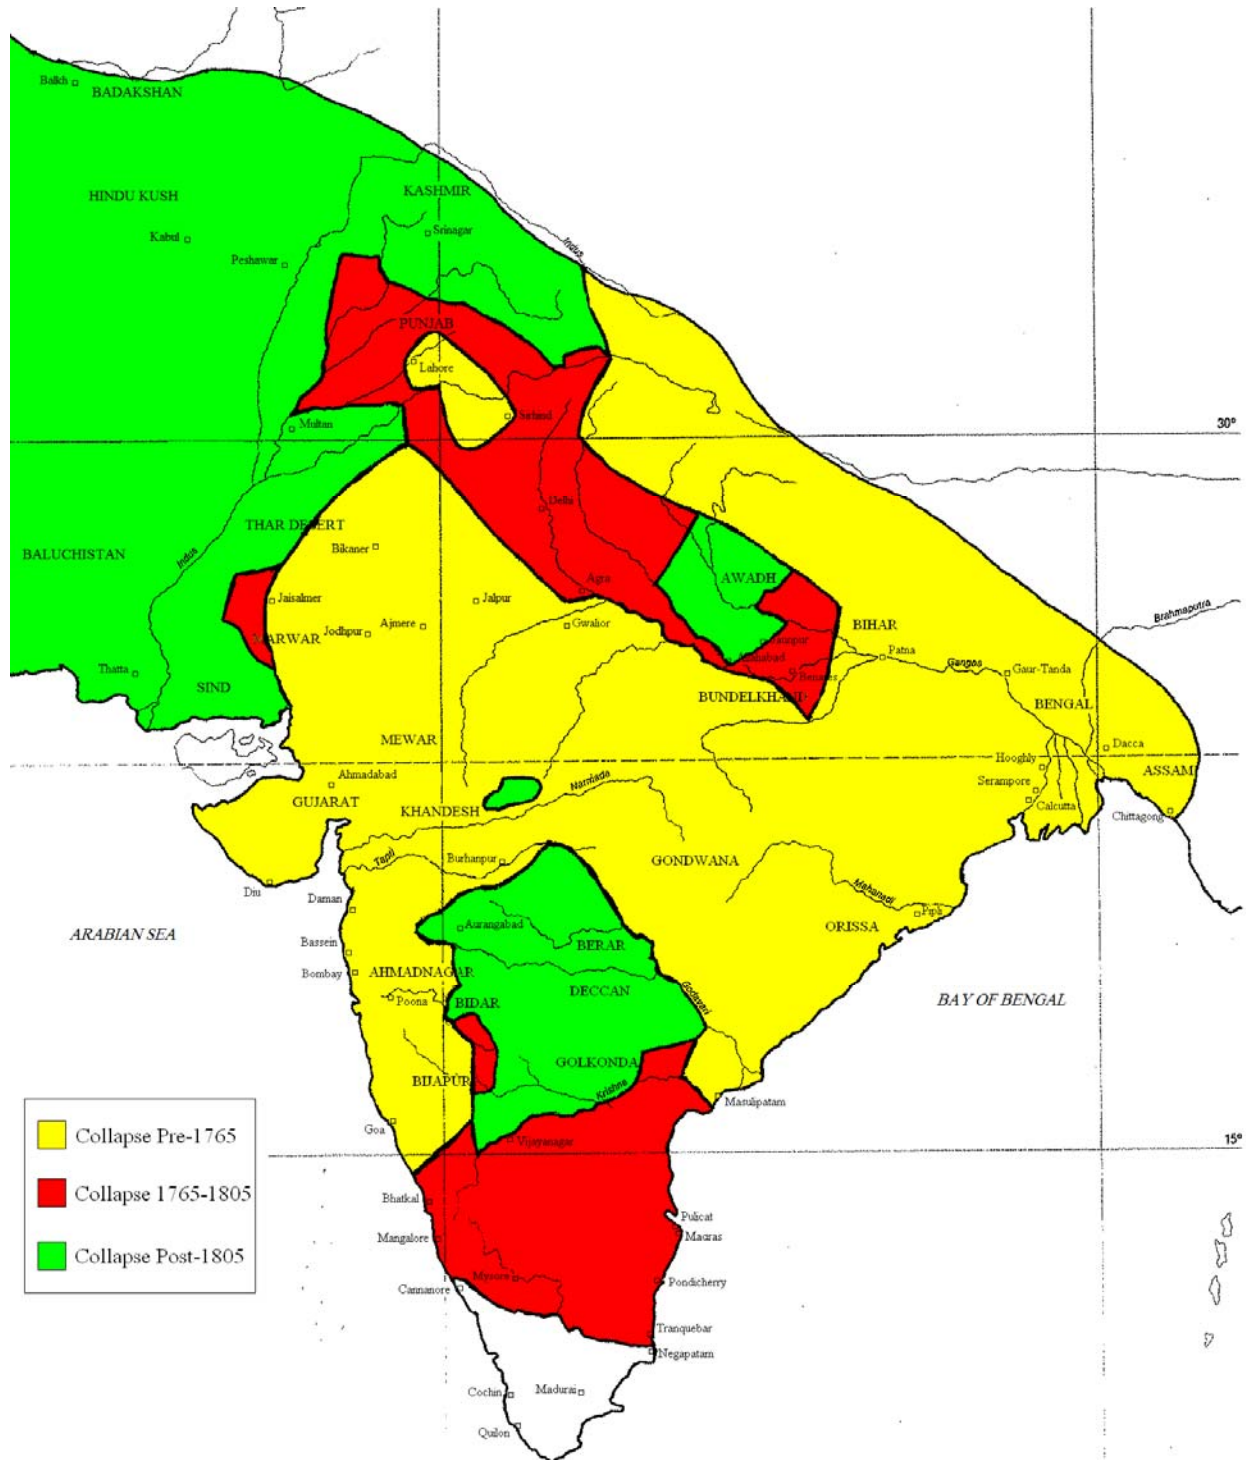 Balkh
BADAKSHAN
HINDU KUSH
KASHMIR
Srinagar
Kabul
Indus
Peshawar
PUNJAB
Lahore
Sirhind
Multan
30°
Delhi
THAR DESERT
Bikaner
BALUCHISTAN
Indus
AWADH
Agra
Jaisalmer
Jaipur
Brahmaputra
Ajmere
Gwalior
BIHAR
Jodhpur
MARWAR
Jaunpur
Patna
Allahabad
Gangas
Gaur-Tanda
Thatta
Benares
SIND
BUNDELKHAND
BENGAL
MEWAR
Dacca
Hooghly
ASSAM
Ahmadabad
Narmada
Serampore
GUJARAT
KHANDESH
Calcutta
Chittagong
Tapti
Burhanpur
GONDWANA
Diu
Mahanadi
Daman
Pipli
Aurangabad
ORISSA
ARABIAN SEA
BERAR
Bassein
Bombay
AHMADNAGAR
DECCAN
Godavari
BAY OF BENGAL
Poona
BIDAR
GOLKONDA
BIJAPUR
Krishna
Masulipatam
Goa
Vijayanagar
15°
Collapse Pre-1765
Collapse 1765-1805
Collapse Post-1805
Bhatkal
Pulicat
Mangalore
Madras
Mysore
Cannanore
Pondicherry
Tranquebar
Negapatam
Cochin
Madurai
Quilon